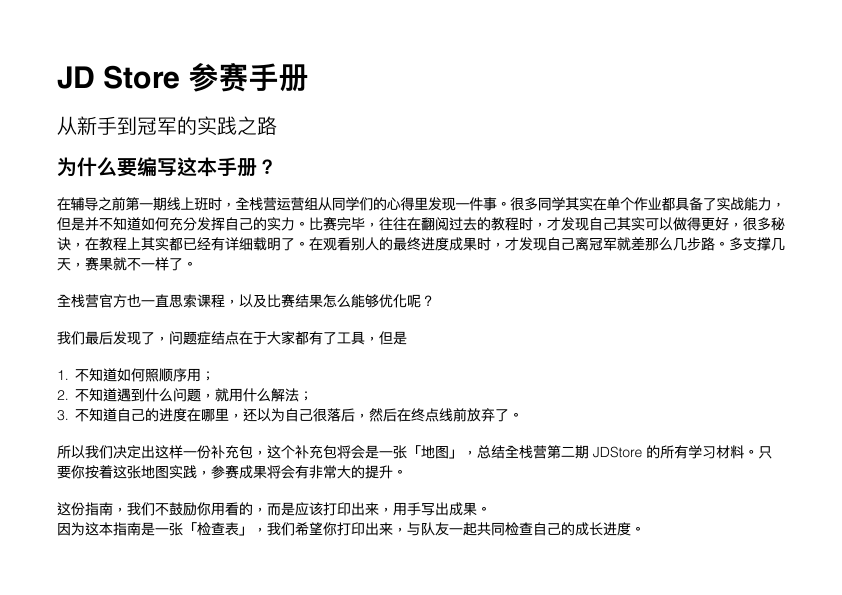 JD Store 参赛手册
从新手到冠军的实践之路
为什么要编写这本手册？
在辅导之前第一期线上班时，全栈营运营组从同学们的心得里发现一件事。很多同学其实在单个作业都具备了实战能力，
但是并不知道如何充分发挥自己的实力。比赛完毕，往往在翻阅过去的教程时，才发现自己其实可以做得更好，很多秘
诀，在教程上其实都已经有详细载明了。在观看别人的最终进度成果时，才发现自己离冠军就差那么几步路。多支撑几
天，赛果就不一样了。
全栈营官方也一直思索课程，以及比赛结果怎么能够优化呢？
我们最后发现了，问题症结点在于大家都有了工具，但是
1. 不知道如何照顺序用；
2. 不知道遇到什么问题，就用什么解法；
3. 不知道自己的进度在哪里，还以为自己很落后，然后在终点线前放弃了。
所以我们决定出这样一份补充包，这个补充包将会是一张「地图」，总结全栈营第二期 JDStore 的所有学习材料。只
要你按着这张地图实践，参赛成果将会有非常大的提升。
这份指南，我们不鼓励你用看的，而是应该打印出来，用手写出成果。
因为这本指南是一张「检查表」，我们希望你打印出来，与队友一起共同检查自己的成长进度。